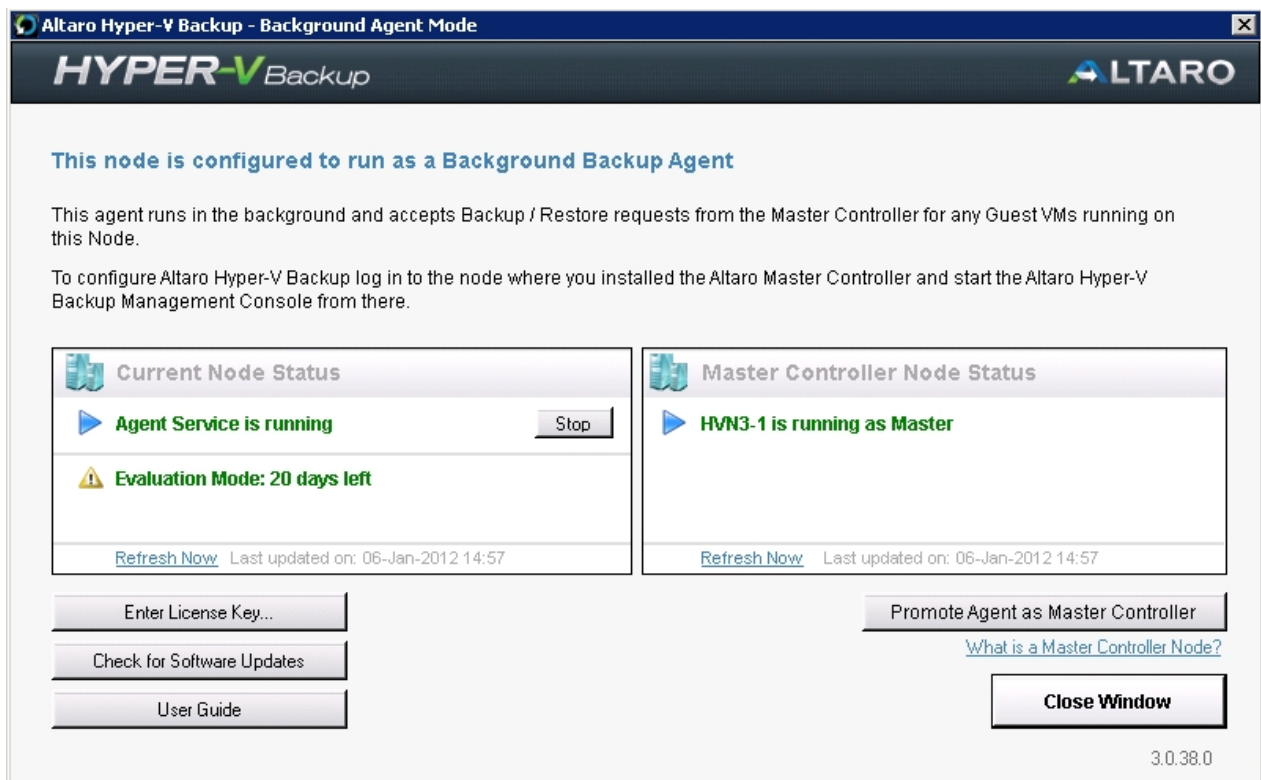 Altaro Hyper-V Backup - Background Agent Mode
HYPER-V Backup
ALTARO
This node is configured to run as a Background Backup Agent
This agent runs in the background and accepts Backup / Restore requests from the Master Controller for any Guest VMs running on
this Node.
To configure Altaro Hyper-V Backup log in to the node where you installed the Altaro Master Controller and start the Altaro Hyper-V
Backup Management Console from there.
Current Node Status
Agent Service is running
Stop
Evaluation Mode: 20 days left
Refresh Now Last updated on: 06-Jan-2012 14:57
Master Controller Node Status
HVN3-1 is running as Master
Refresh Now Last updated on: 06-Jan-2012 14:57
Enter License Key...
Check for Software Updates
User Guide
Promote Agent as Master Controller
What is a Master Controller Node?
Close Window
3.0.38.0